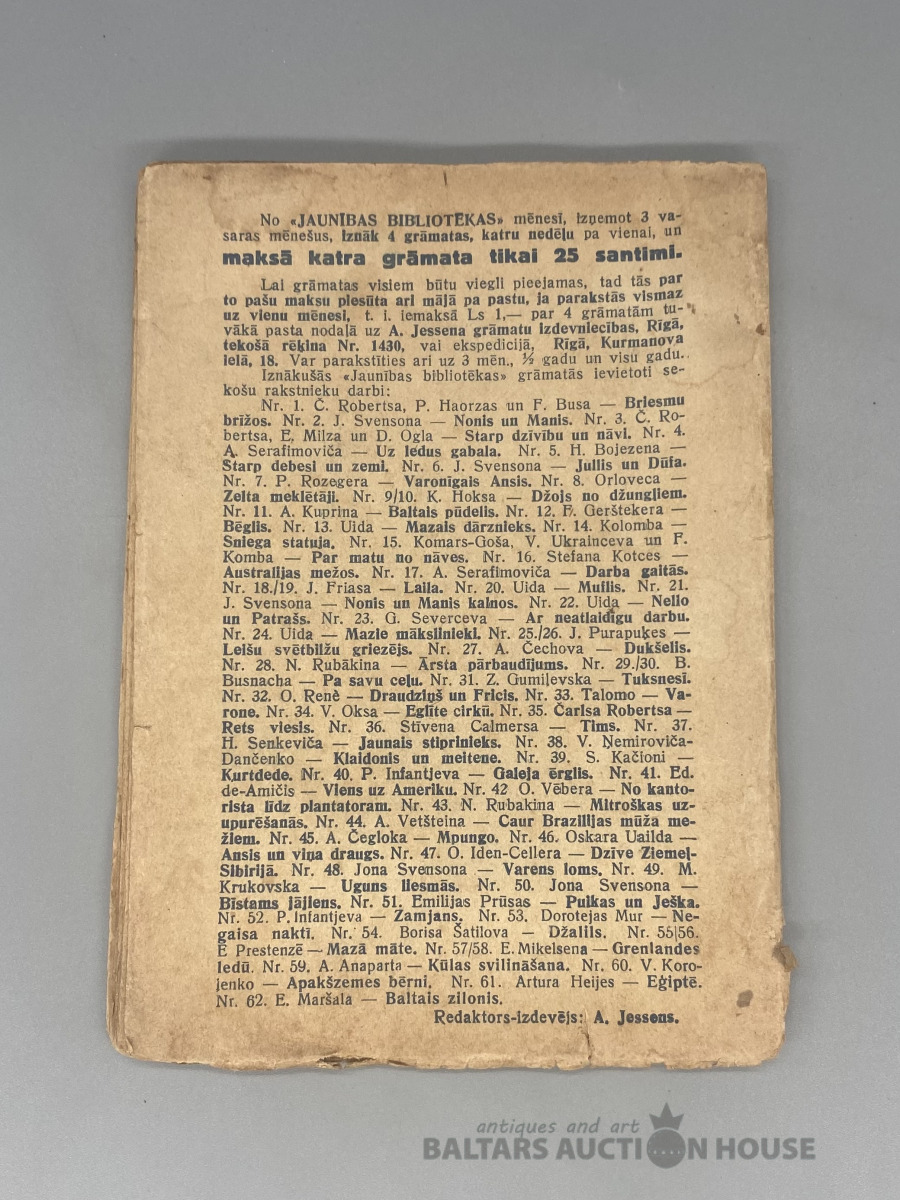 No «JAUNĪBAS BIBLIOTĒKAS» mēnesī, izņemot 3 va-
saras mēnešus, iznāk 4 grāmatas, katru nedēļu pa vienai, un
maksā katra grāmata tikai 25 santimi.
Lai grāmatas visiem būtu viegli pieejamas, tad tās par
to pašu maksu piesūta ari mājā pa pastu, ja parakstās vismaz
uz vienu mēnesi, t. i. iemaksā Ls 1,— par 4 grāmatām tu-
vākā pasta nodaļā uz A. Jessena grāmatu izdevniecības, Rīgā,
tekošā rēķina Nr. 1430, vai ekspedicijā, Rīgā, Kurmanova
ielā, 18. Var parakstīties ari uz 3 mēn., ½ gadu un visu gadu.
Iznākušās «Jaunības bibliotēkas» grāmatās ievietoti se-
košu rakstnieku darbi:
Nr. 1. Č. Robertsa, P. Haorzas un F. Busa — Briesmu
brīžos. Nr. 2. J. Svensona — Nonis un Manis. Nr. 3. Č. Ro-
bertsa, E. Milza un D. Ogla — Starp dzīvību un nāvi. Nr. 4.
A. Serafimoviča — Uz ledus gabala. Nr. 5. H. Bojezena —
Starp debesi un zemi. Nr. 6. J. Svensona — Julis un Dūfa.
Nr. 7. P. Rozegera — Varonīgais Ansis. Nr. 8. Orloveca —
Zelta meklētāji. Nr. 9/10. K. Hoksa — Džojs no džungļiem.
Nr. 11. A. Kuprina — Baltais pūdelis. Nr. 12. F. Gerštekera —
Bēglis. Nr. 13. Uida — Mazais dārznieks. Nr. 14. Kolomba —
Sniega statuja. Nr. 15. Komars-Goša, V. Ukrainceva un F.
Komba — Par matu no nāves. Nr. 16. Stefana Kotces —
Australijas mežos. Nr. 17. A. Serafimoviča — Darba gaitās.
Nr. 18./19. J. Friasa — Laila. Nr. 20. Uida — Muflis. Nr. 21.
J. Svensona — Nonis un Manis kalnos. Nr. 22. Uida — Nello
un Patrašs. Nr. 23. G. Severceva — Ar neatlaidīgu darbu.
Nr. 24. Uida — Mazie mākslinieki. Nr. 25./26. J. Purapuķes —
Leišu svētbilžu griezējs. Nr. 27. A. Čechova — Dukšelis.
Nr. 28. N. Rubākina — Ārsta pārbaudījums. Nr. 29./30. B.
Busnacha — Pa savu ceļu. Nr. 31. Z. Gumiļevska — Tuksnesī.
Nr. 32. O. Renē — Draudziņš un Fricis. Nr. 33. Talomo — Va-
rone. Nr. 34. V. Oksa — Eglīte cirkū. Nr. 35. Čarlsa Robertsa —
Rets viesis. Nr. 36. Stīvena Calmersa — Tims. Nr. 37.
H. Senkeviča — Jaunais stiprinieks. Nr. 38. V. Ņemiroviča-
Dančenko — Klaidonis un meitene. Nr. 39. S. Kačioni —
Kurtdede. Nr. 40. P. Infantjeva — Galeja ērglis. Nr. 41. Ed.
de-Amičis — Viens uz Ameriku. Nr. 42 O. Vēbera — No kanto-
rista līdz plantatoram. Nr. 43. N. Rubakina — Mitroškas uz-
upurēšanās. Nr. 44. A. Vetšteina — Caur Brazilijas mūža me-
žiem. Nr. 45. A. Čegloka — Mpungo. Nr. 46. Oskara Uailda —
Ansis un viņa draugs. Nr. 47. O. Iden-Cellera — Dzīve Ziemeļ-
Sibirijā. Nr. 48. Jona Svensona — Varens loms. Nr. 49. M.
Krukovska — Uguns liesmās. Nr. 50. Jona Svensona —
Bīstams jājiens. Nr. 51. Emilijas Prūsas — Pulkas un Ješka.
Nr. 52. P. Infantjeva — Zamjans. Nr. 53. Dorotejas Mur — Ne-
gaisa naktī. Nr. 54. Borisa Šatilova — Džalils. Nr. 55|56.
E Prestenzē — Mazā māte. Nr. 57/58. E. Mikelsena — Grenlandes
ledū. Nr. 59. A. Anaparta — Kūlas svilināšana. Nr. 60. V. Koro-
ļenko — Apakšzemes bērni. Nr. 61. Artura Heijes — Eģiptē.
Nr. 62. E. Maršala — Baltais zilonis.
Redaktors-izdevējs: A. Jessens.
antiques and art
BALTARS AUCTION HOUSE